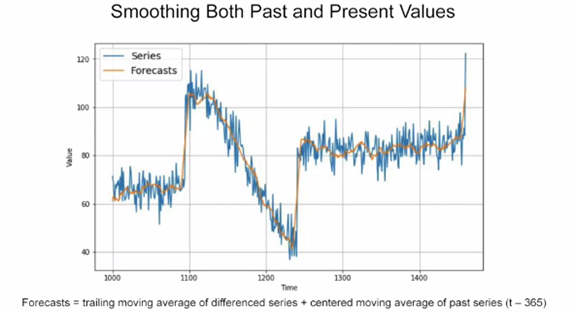 Smoothing Both Past and Present Values
Series
Forecasts
120
100
80
60
40
Value
1000
1100
1200
1300
1400
Time
Forecasts = trailing moving average of differenced series + centered moving average of past series (t – 365)